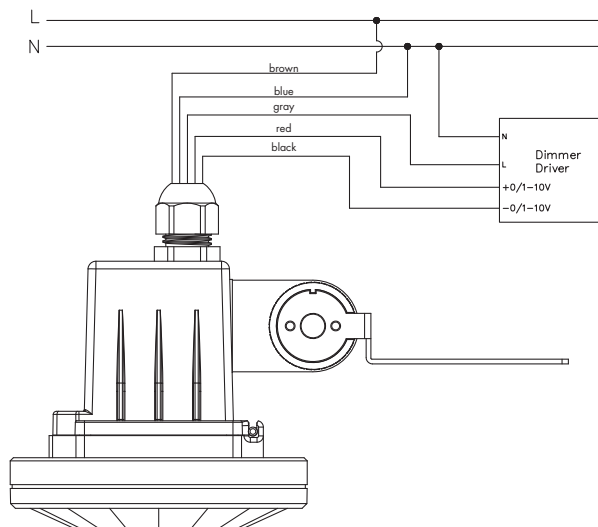 L
N
brown
blue
gray
red
black
N
L
Dimmer
Driver
+0/1-10V
-0/1-10V